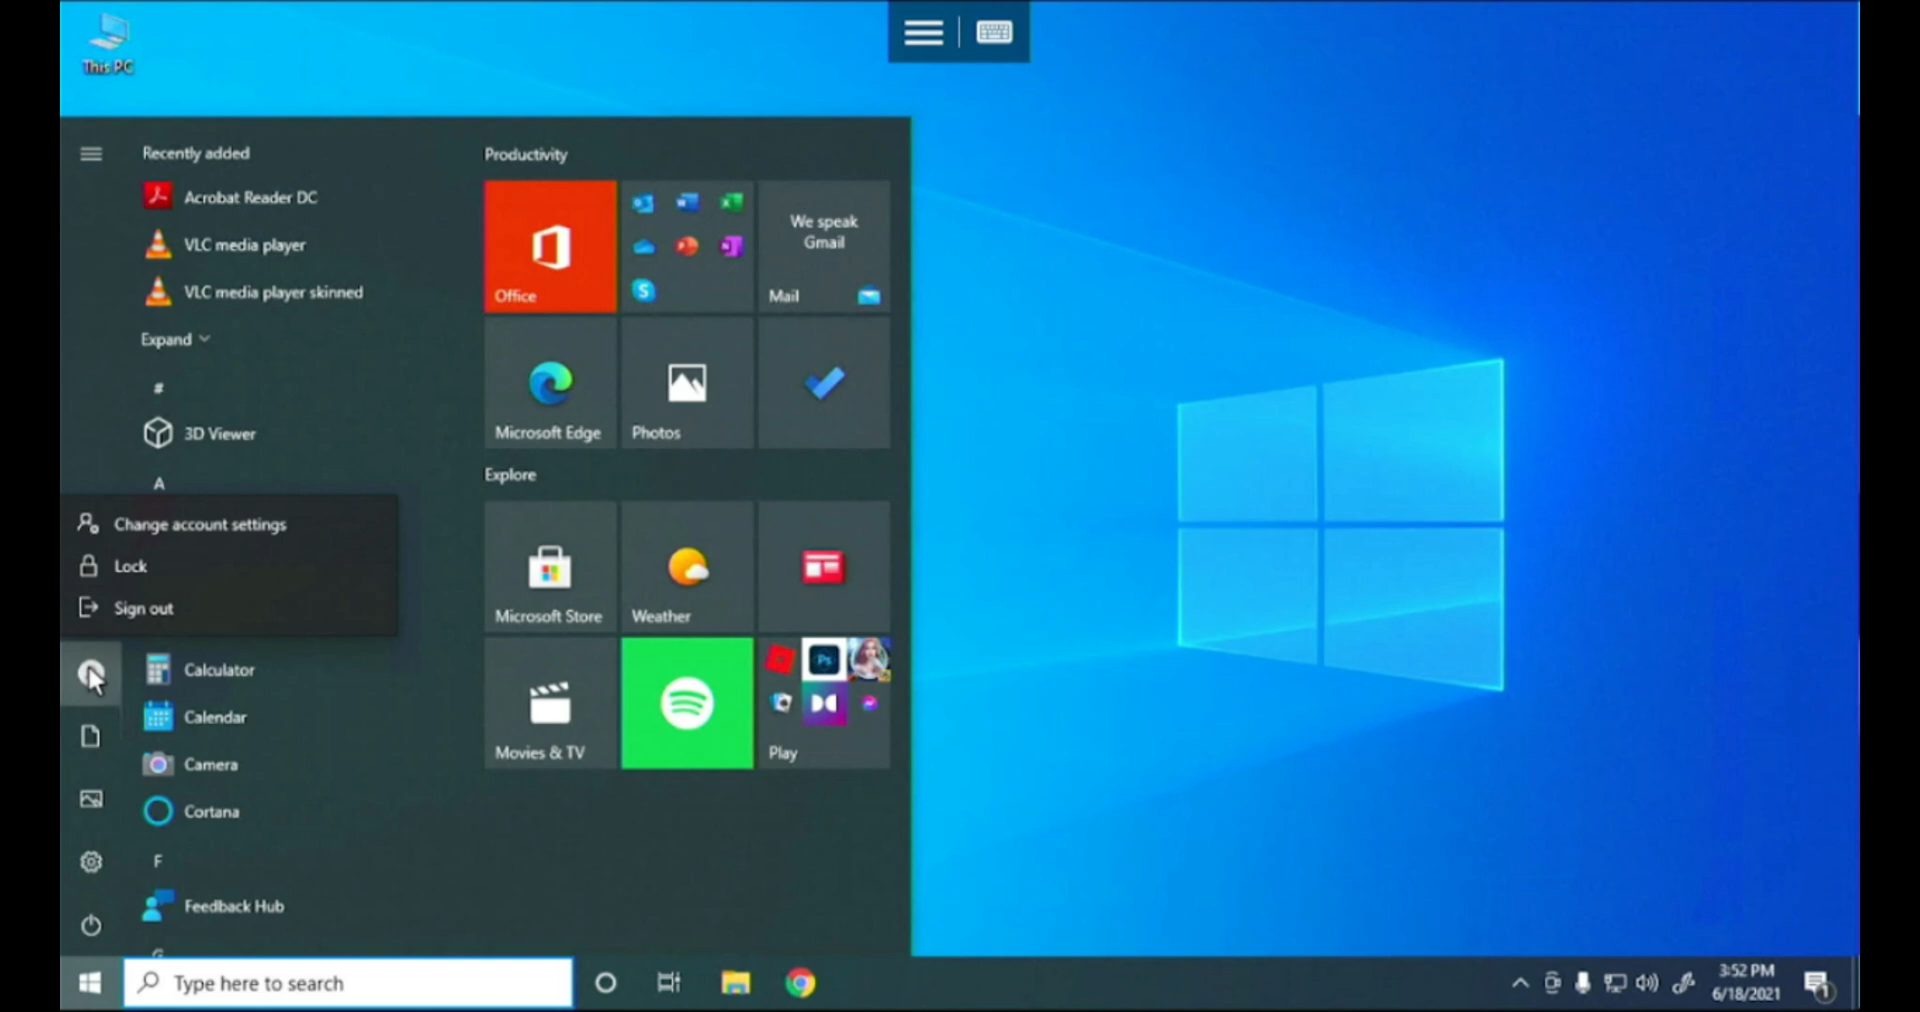 This PC
Recently added
Acrobat Reader DC
VLC media player
VLC media player skinned
Expand
#
3D Viewer
A
Change account settings
Lock
Sign out
Calculator
Calendar
Camera
Cortana
F
Feedback Hub
G
Productivity
Office
We speak
Gmail
Mail
Microsoft Edge
Photos
Explore
Microsoft Store
Weather
Movies & TV
Ps
Play
Type here to search
3:52 PM
6/18/2021
1